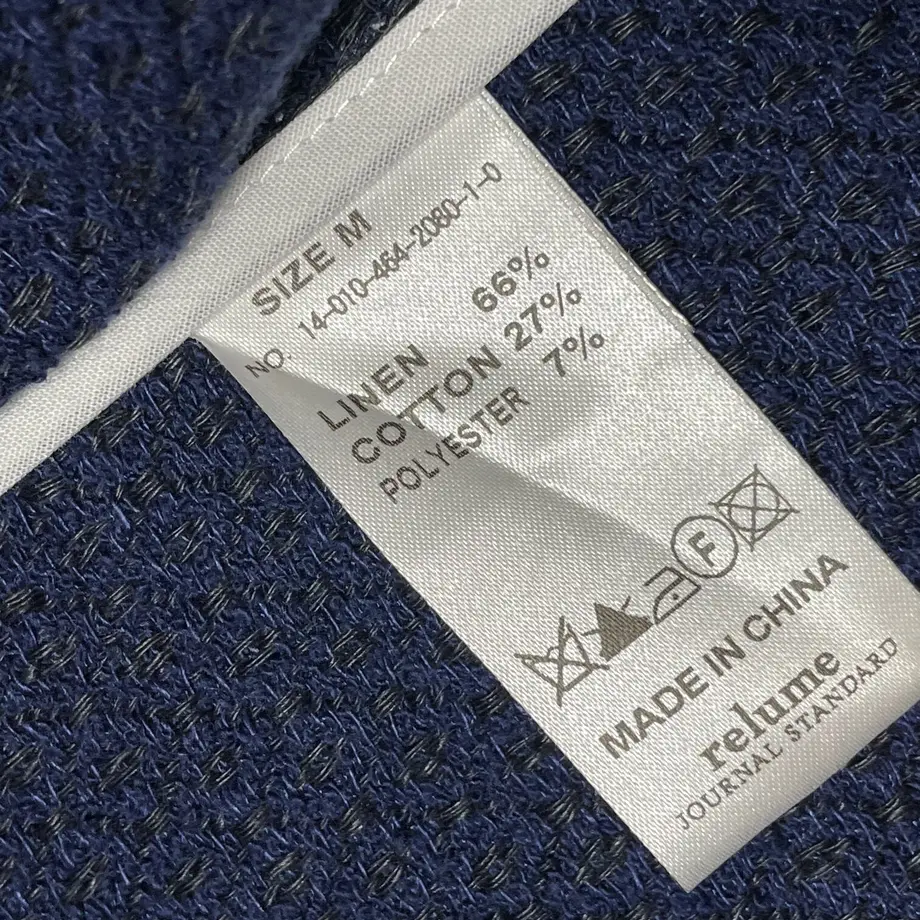 SIZE M
NO. 14-010-464-2080-1-0
LINEN 66%
COTTON 27%
POLYESTER 7%
F
MADE IN CHINA
relume
JOURNAL STANDARD